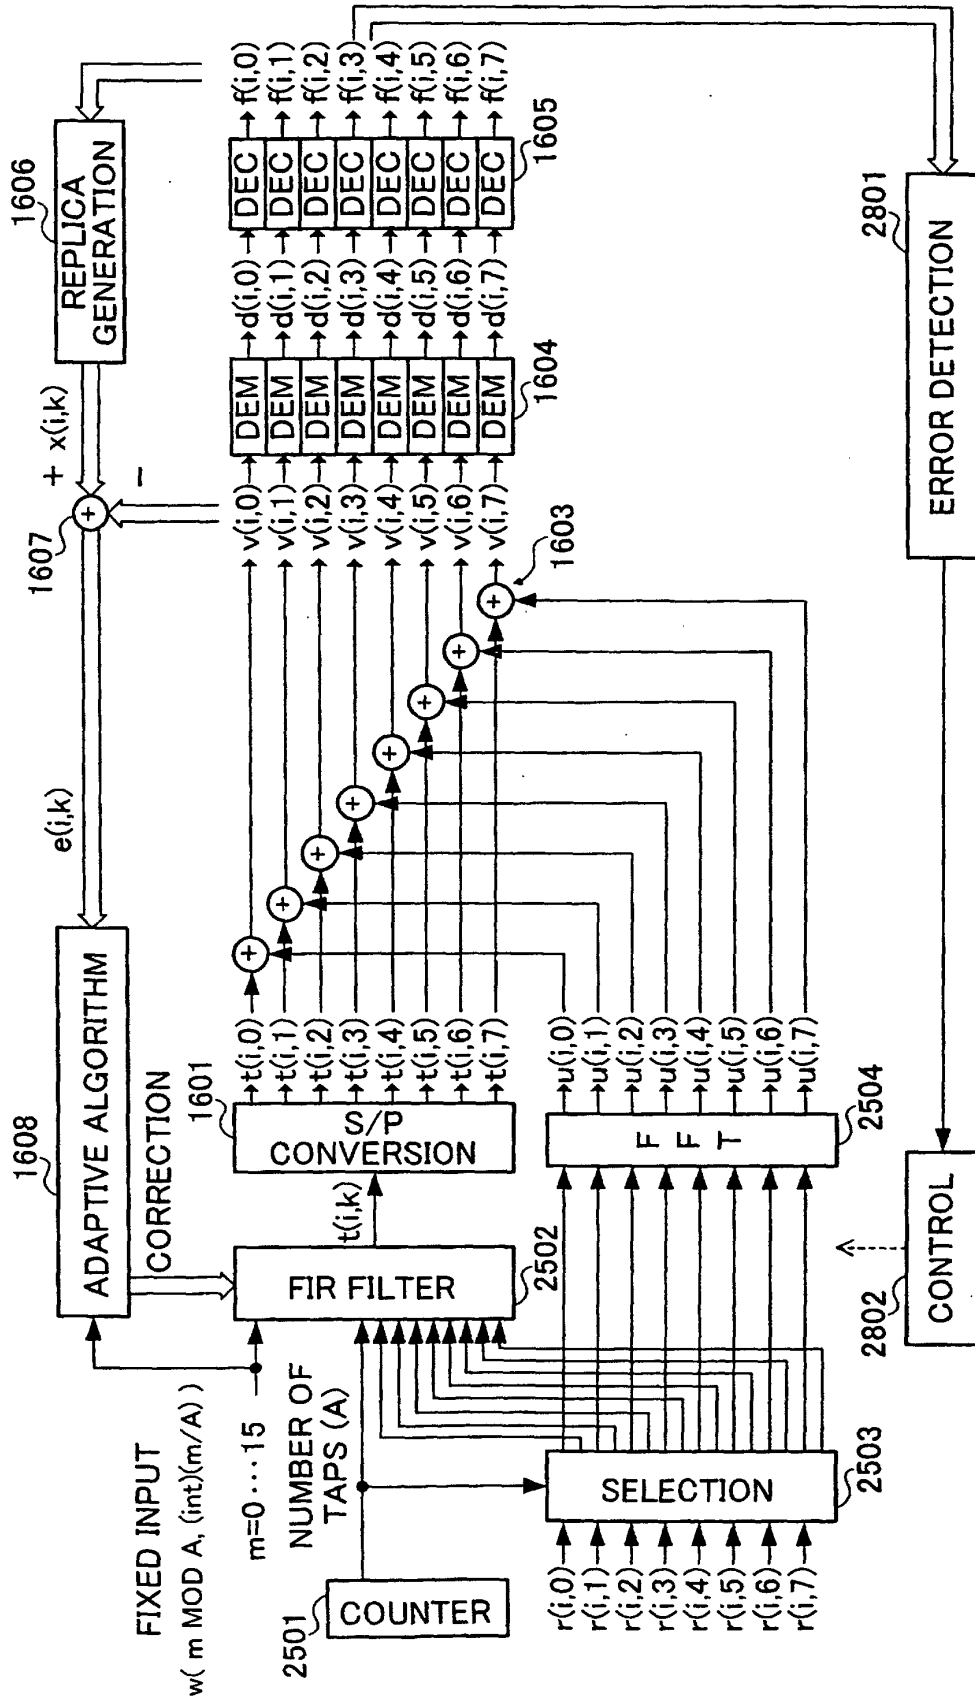 FIXED INPUT
w( m MOD A, (int)(m/A) )
m=0···15
NUMBER OF
TAPS (A)
2501
COUNTER
r(i,0)
r(i,1)
r(i,2)
r(i,3)
r(i,4)
r(i,5)
r(i,6)
r(i,7)
SELECTION
2503
1608
ADAPTIVE ALGORITHM
CORRECTION
FIR FILTER
2502
t(i,k)
1601
S/P
CONVERSION
t(i,0)
t(i,1)
t(i,2)
t(i,3)
t(i,4)
t(i,5)
t(i,6)
t(i,7)
F F T
2504
u(i,0)
u(i,1)
u(i,2)
u(i,3)
u(i,4)
u(i,5)
u(i,6)
u(i,7)
2802
CONTROL
e(i,k)
1607
+
+ x(i,k)
−
+
+
+
+
+
+
+
+
1603
v(i,0)
v(i,1)
v(i,2)
v(i,3)
v(i,4)
v(i,5)
v(i,6)
v(i,7)
DEM
DEM
DEM
DEM
DEM
DEM
DEM
DEM
1604
d(i,0)
d(i,1)
d(i,2)
d(i,3)
d(i,4)
d(i,5)
d(i,6)
d(i,7)
DEC
DEC
DEC
DEC
DEC
DEC
DEC
DEC
1605
f(i,0)
f(i,1)
f(i,2)
f(i,3)
f(i,4)
f(i,5)
f(i,6)
f(i,7)
1606
REPLICA
GENERATION
2801
ERROR DETECTION